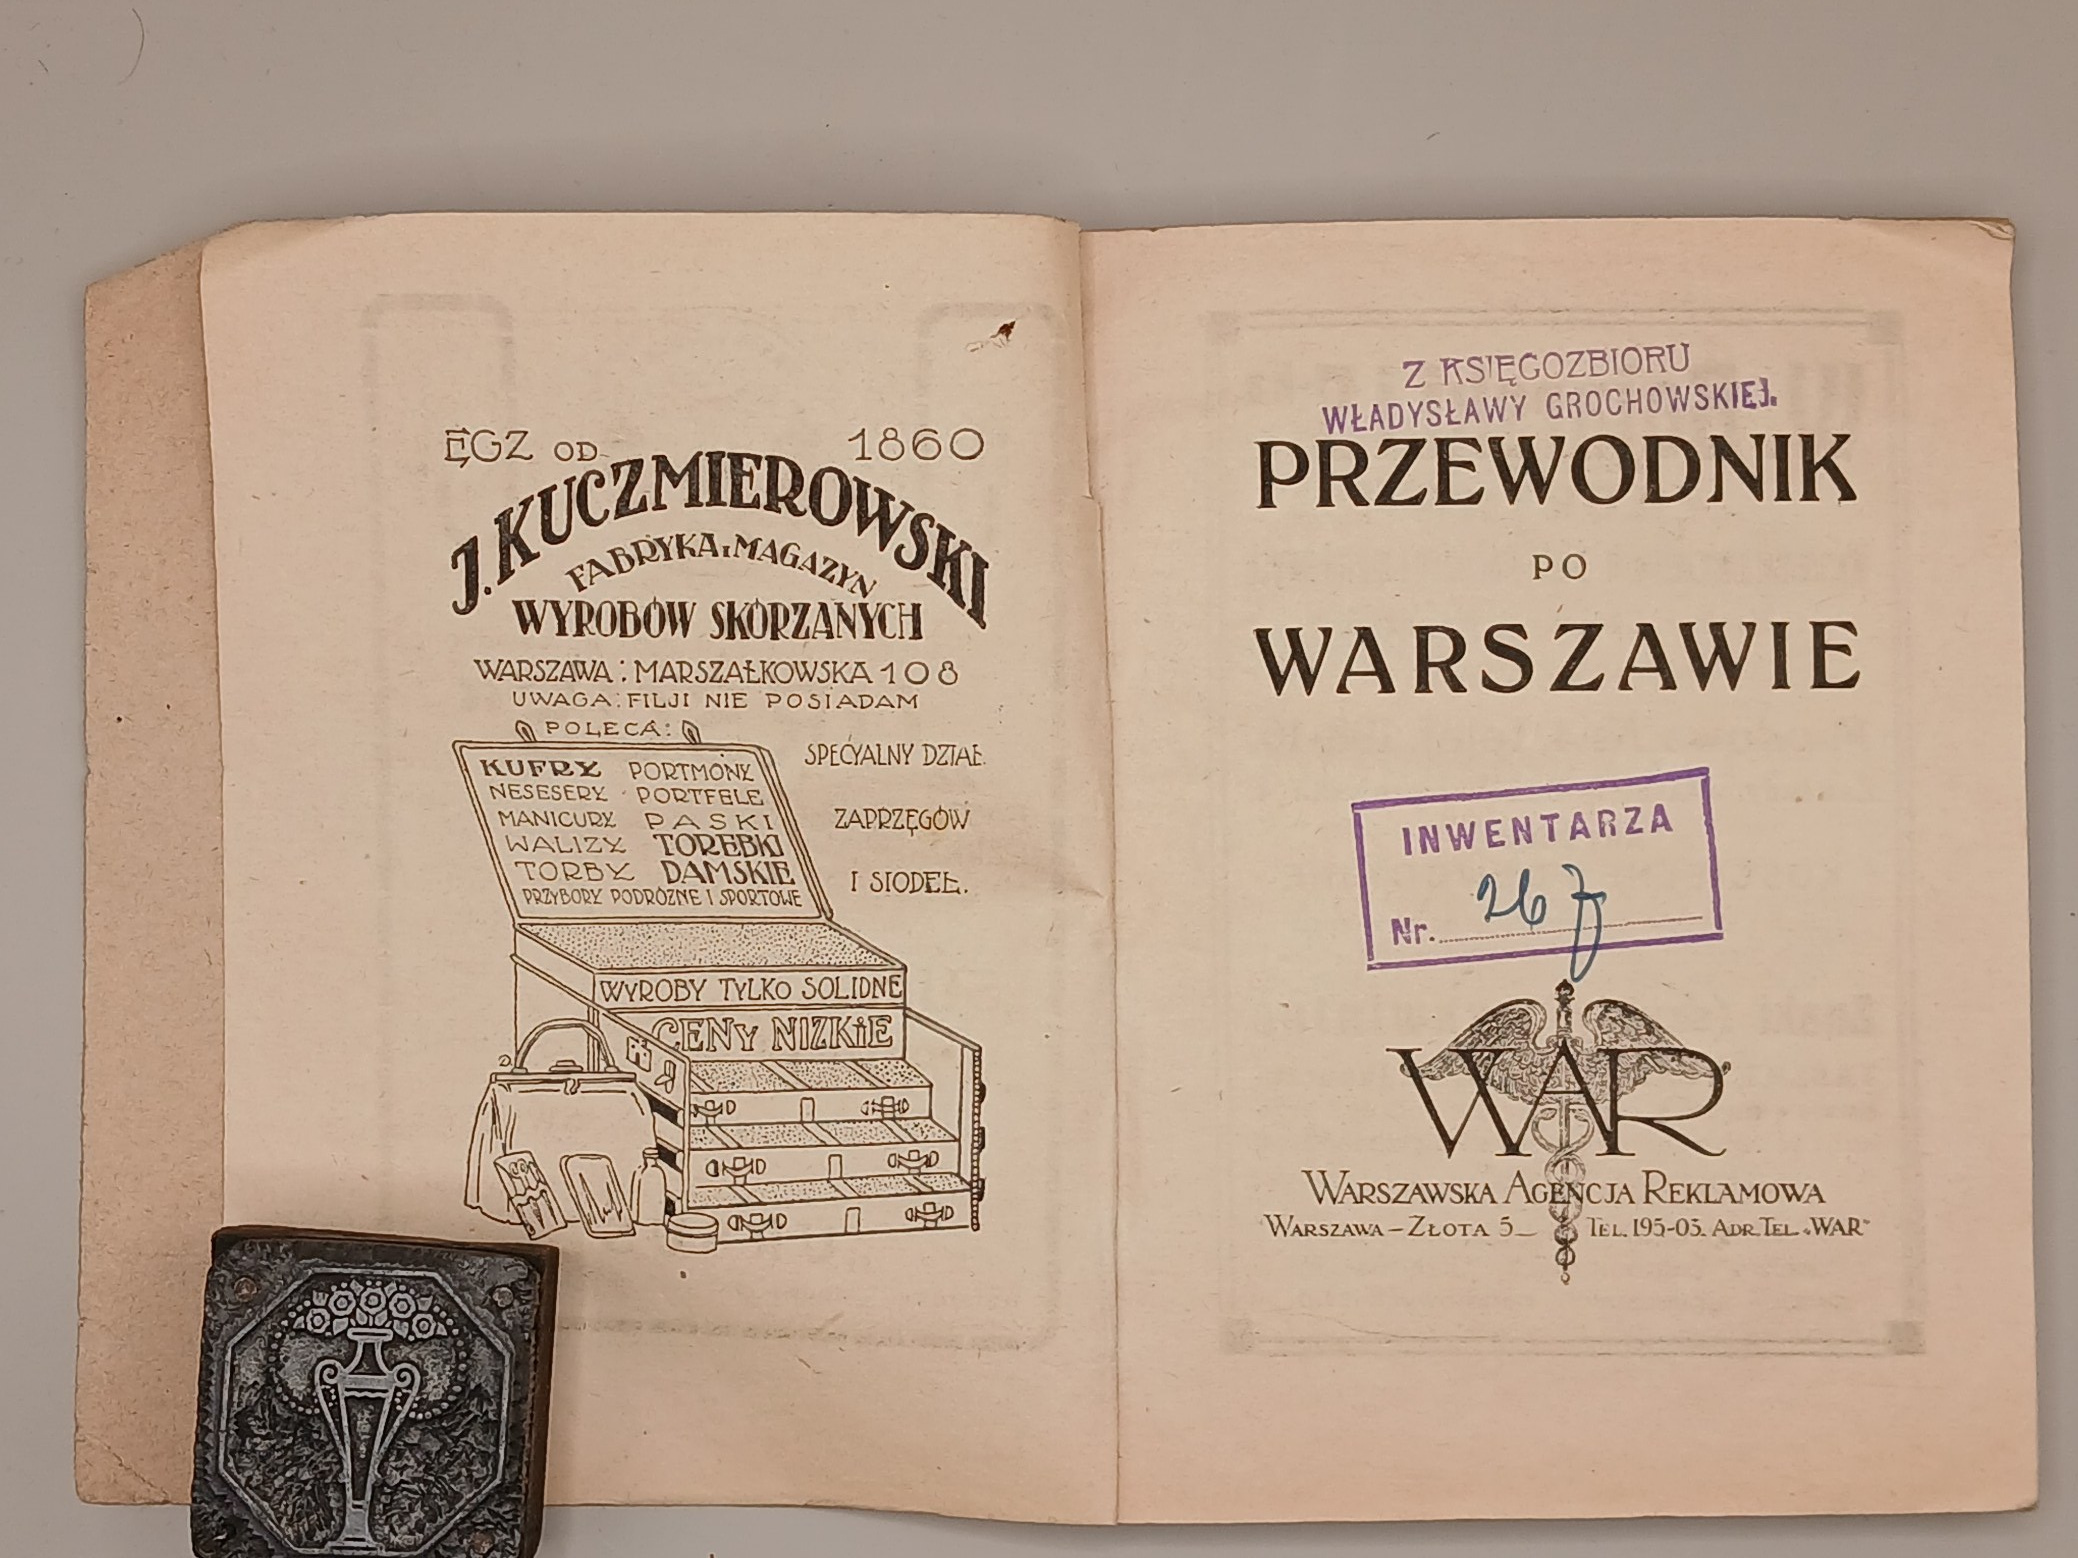 ĘGZ OD 1860
J. KUCZMIEROWSKI
FABRYKA I MAGAZYN
WYROBÓW SKÓRZANYCH
WARSZAWA: MARSZAŁKOWSKA 108
UWAGA: FILJI NIE POSIADAM
POLECA:
KUFRY PORTMONY
NESESERY PORTFELE
MANICURY PASKI
WALIZY TOREBKI
TORBY DAMSKIE
PRZYBORY PODRÓŻNE I SPORTOWE
SPECYALNY DZIAŁ
ZAPRZĘGÓW
I SIODEŁ.
WYROBY TYLKO SOLIDNE
CENY NIZKIE
Z KSIĘGOZBIORU
WŁADYSŁAWY GROCHOWSKIEJ.
PRZEWODNIK
PO
WARSZAWIE
INWENTARZA
Nr. 267
WAR
WARSZAWSKA AGENCJA REKLAMOWA
WARSZAWA – ZŁOTA 5 TEL. 195-03. ADR. TEL. „WAR"